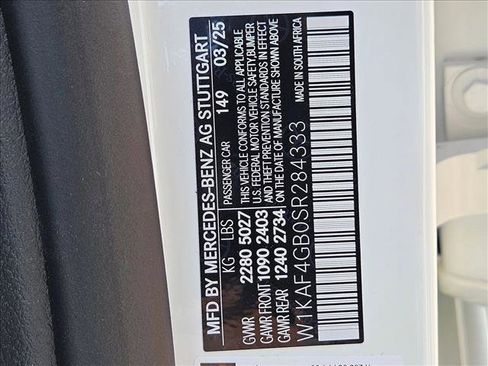 MFD BY MERCEDES-BENZ AG STUTTGART
KG LBS PASSENGER CAR 149 03/25
GVWR 2280 5027 THIS VEHICLE CONFORMS TO ALL APPLICABLE
U.S. FEDERAL MOTOR VEHICLE SAFETY, BUMPER
GAWR FRONT 1090 2403 AND THEFT PREVENTION STANDARDS IN EFFECT
GAWR REAR 1240 2734 ON THE DATE OF MANUFACTURE SHOWN ABOVE
W1KAF4GB0SR284333 MADE IN SOUTH AFRICA